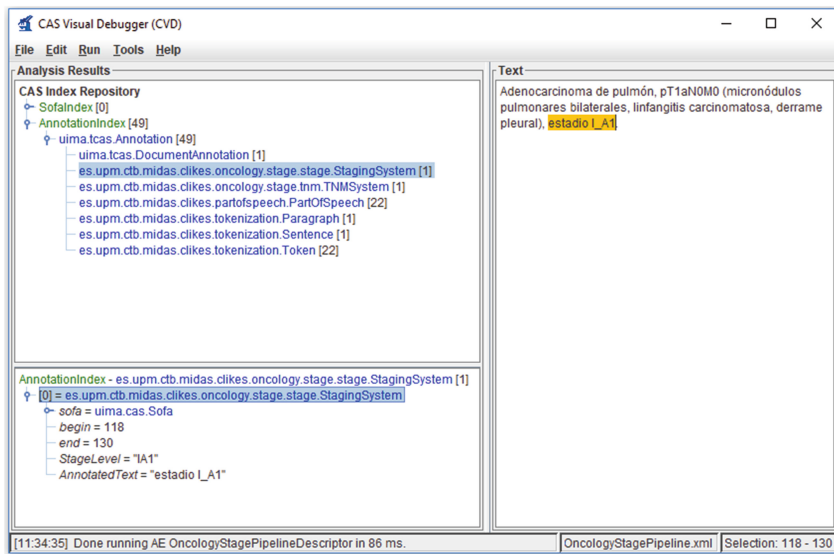 CAS Visual Debugger (CVD)
File Edit Run Tools Help
Analysis Results
CAS Index Repository
SofaIndex [0]
AnnotationIndex [49]
uima.tcas.Annotation [49]
uima.tcas.DocumentAnnotation [1]
es.upm.ctb.midas.clikes.oncology.stage.stage.StagingSystem [1]
es.upm.ctb.midas.clikes.oncology.stage.tnm.TNMSystem [1]
es.upm.ctb.midas.clikes.partofspeech.PartOfSpeech [22]
es.upm.ctb.midas.clikes.tokenization.Paragraph [1]
es.upm.ctb.midas.clikes.tokenization.Sentence [1]
es.upm.ctb.midas.clikes.tokenization.Token [22]
AnnotationIndex - es.upm.ctb.midas.clikes.oncology.stage.stage.StagingSystem [1]
[0] = es.upm.ctb.midas.clikes.oncology.stage.stage.StagingSystem
sofa = uima.cas.Sofa
begin = 118
end = 130
StageLevel = "IA1"
AnnotatedText = "estadio I_A1"
Text
Adenocarcinoma de pulmón, pT1aN0M0 (micronódulos
pulmonares bilaterales, linfangitis carcinomatosa, derrame
pleural), estadio I_A1
[11:34:35] Done running AE OncologyStagePipelineDescriptor in 86 ms.
OncologyStagePipeline.xml
Selection: 118 - 130